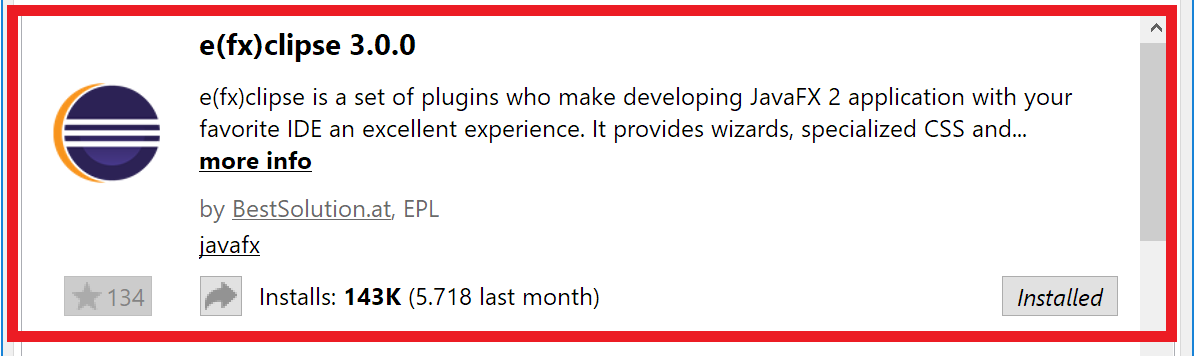 e(fx)clipse 3.0.0
e(fx)clipse is a set of plugins who make developing JavaFX 2 application with your
favorite IDE an excellent experience. It provides wizards, specialized CSS and...
more info
by BestSolution.at, EPL
javafx
134 Installs: 143K (5.718 last month) Installed